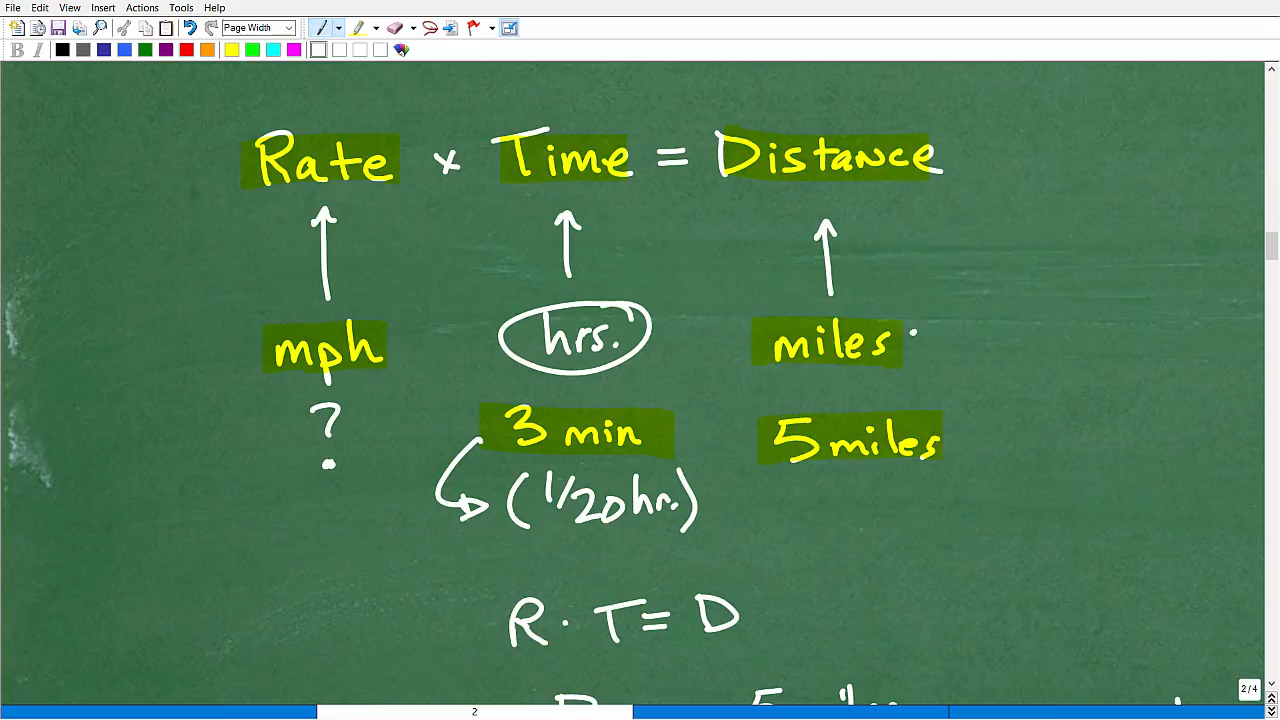 File Edit View Insert Actions Tools Help
Page Width
B I
Rate × Time = Distance
mph hrs. miles
? 3 min 5 miles
(1/20 hr.)
R · T = D
2/4
2